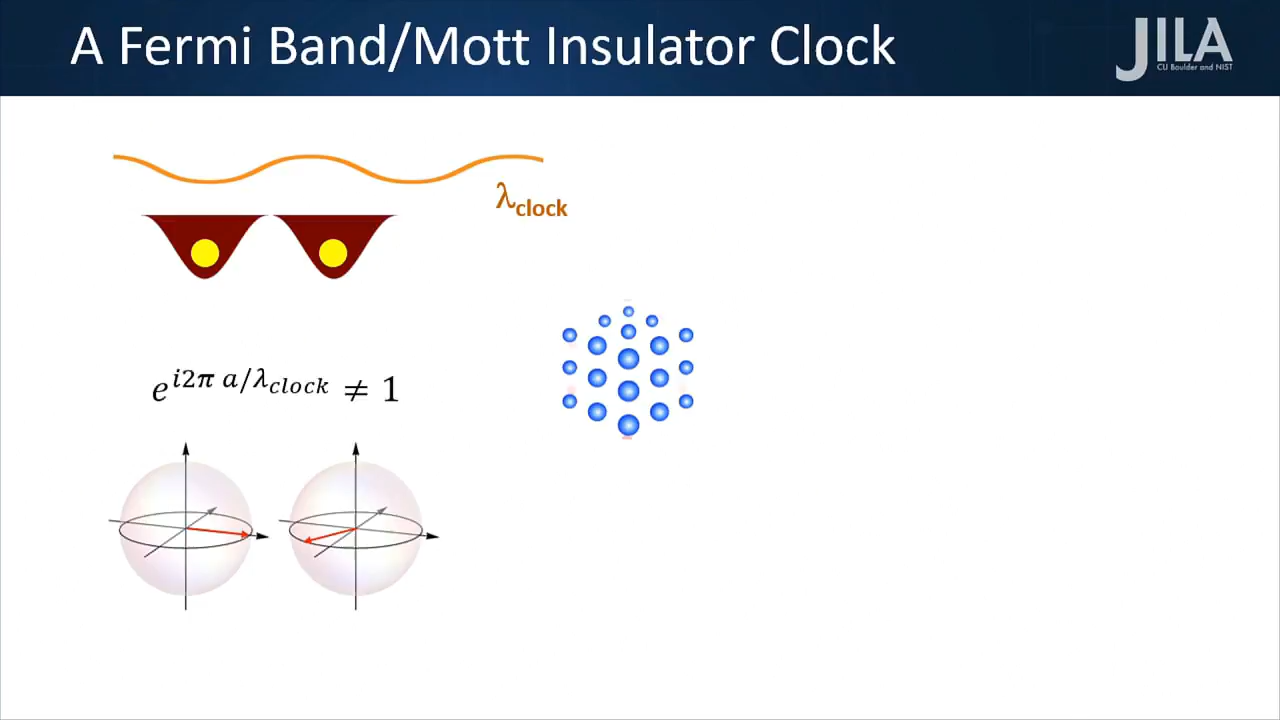 A Fermi Band/Mott Insulator Clock
JILA
CU Boulder and NIST
λclock
e^{i2π a/λclock} ≠ 1